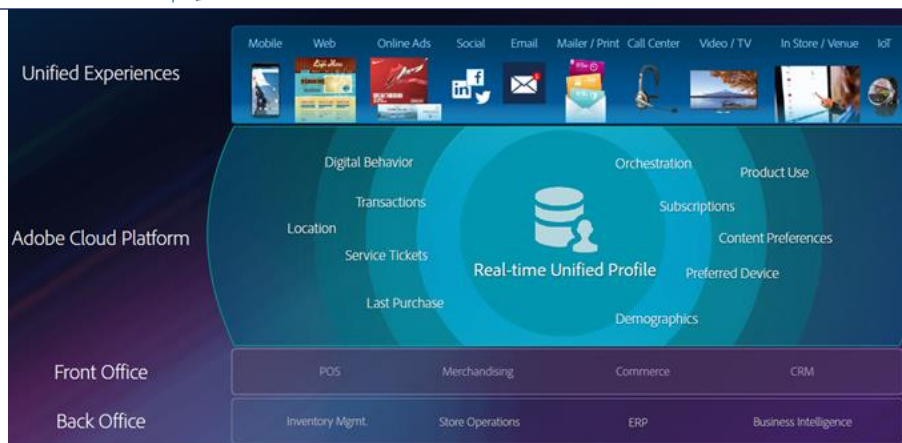 Mobile Web Online Ads Social Email Mailer / Print Call Center Video / TV In Store / Venue IoT
Unified Experiences
Digital Behavior
Orchestration
Product Use
Transactions
Subscriptions
Location
Adobe Cloud Platform
Content Preferences
Service Tickets
Real-time Unified Profile
Preferred Device
Last Purchase
Demographics
Front Office
POS Merchandising Commerce CRM
Back Office
Inventory Mgmt. Store Operations ERP Business Intelligence